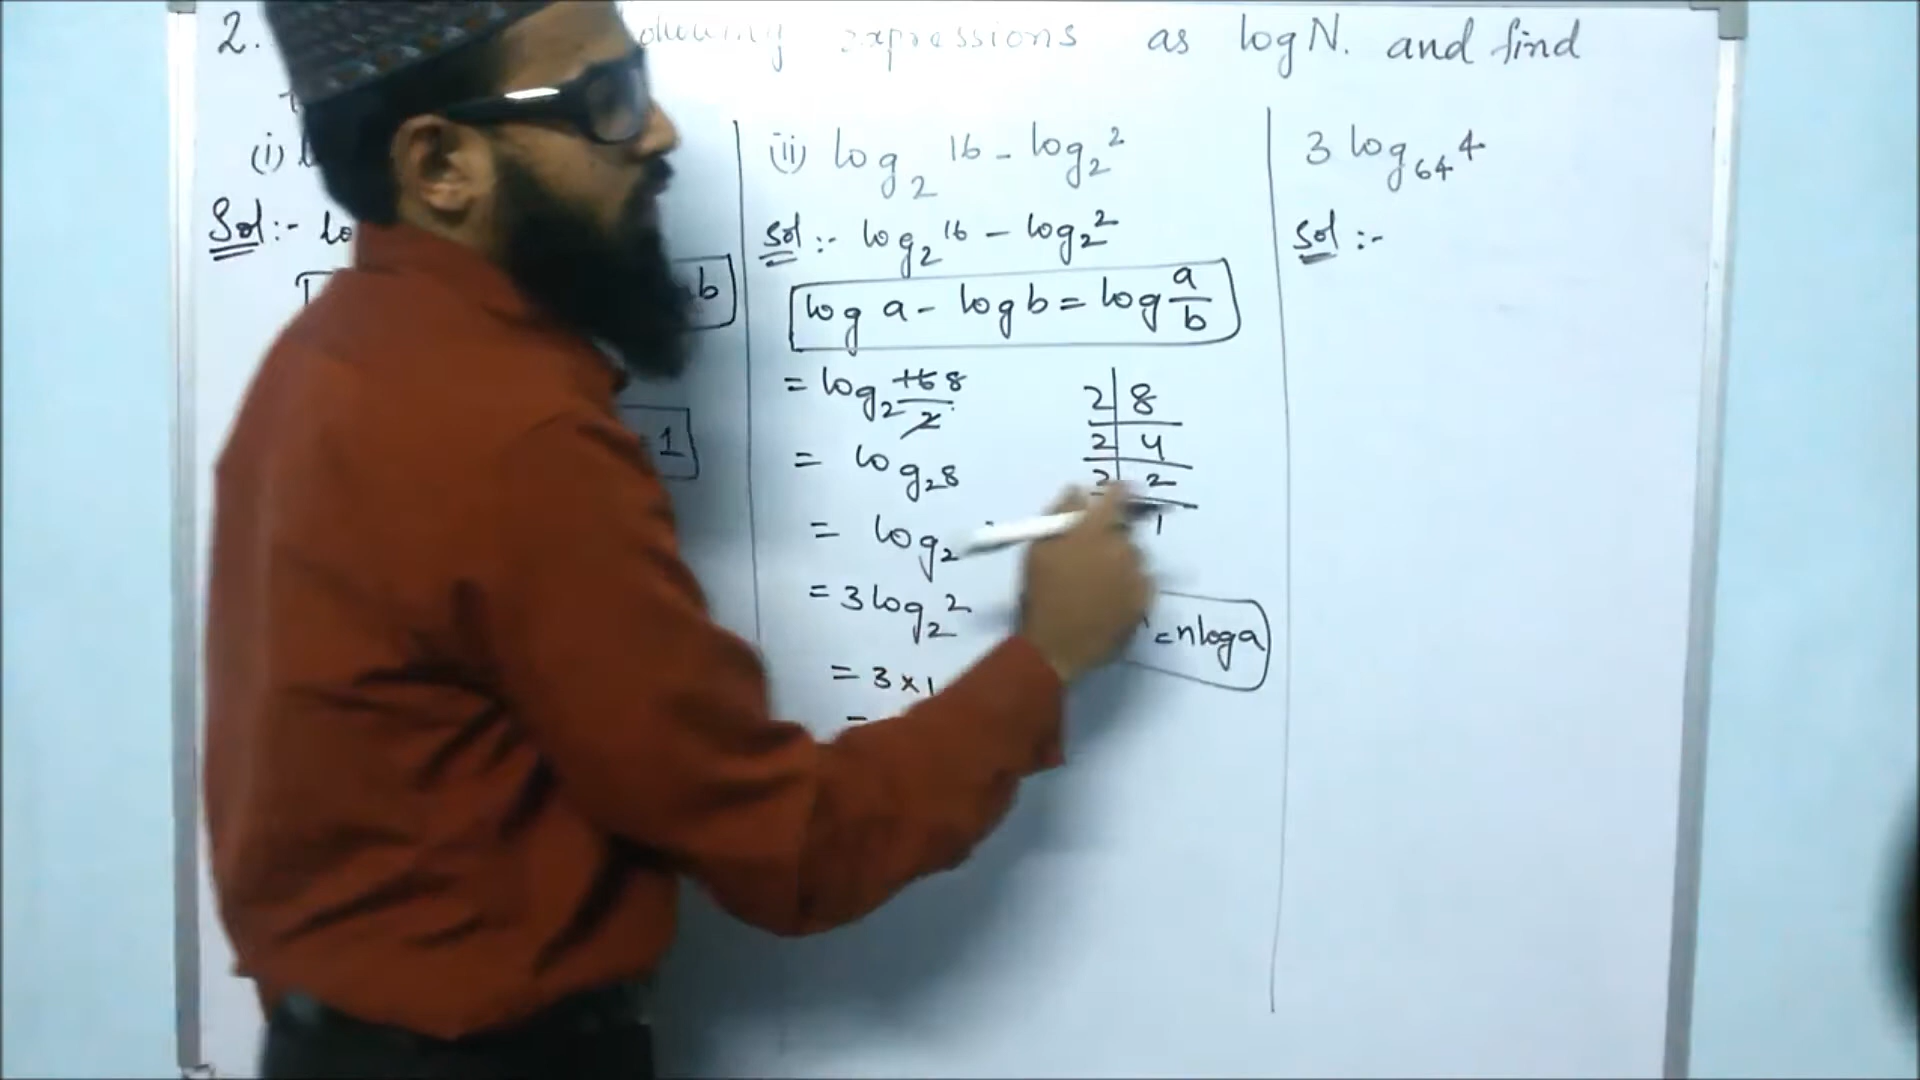 2. expressions as log N. and find
(i)
Sol :- lo
b
= 1
(ii) log₂ 16 - log₂ 2
Sol :- log₂ 16 - log₂ 2
log a - log b = log a/b
= log₂ 16 8 / 2
= log₂ 8
= log₂
= 3 log₂ 2
= 3 × 1
=
2 | 8
2 | 4
2 | 2
1
= n log a
3 log₆₄ 4
Sol :-